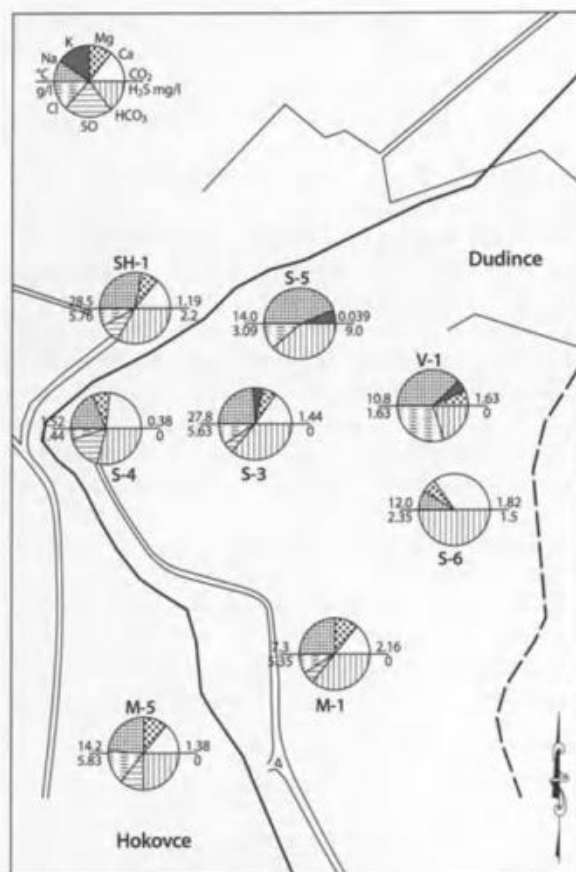 K Mg
Na Ca
°C CO₂
g/l H₂S mg/l
Cl HCO₃
SO
Dudince
SH-1
28.5 1.19
5.76 2.2
S-5
14.0 0.039
3.09 9.0
V-1
10.8 1.63
1.63 0
27.8 1.44
5.63 0
S-3
0.38
0
S-4
12.0 1.82
2.35 1.5
S-6
7.3 2.16
5.35 0
M-1
M-5
14.2 1.38
5.83 0
Hokovce